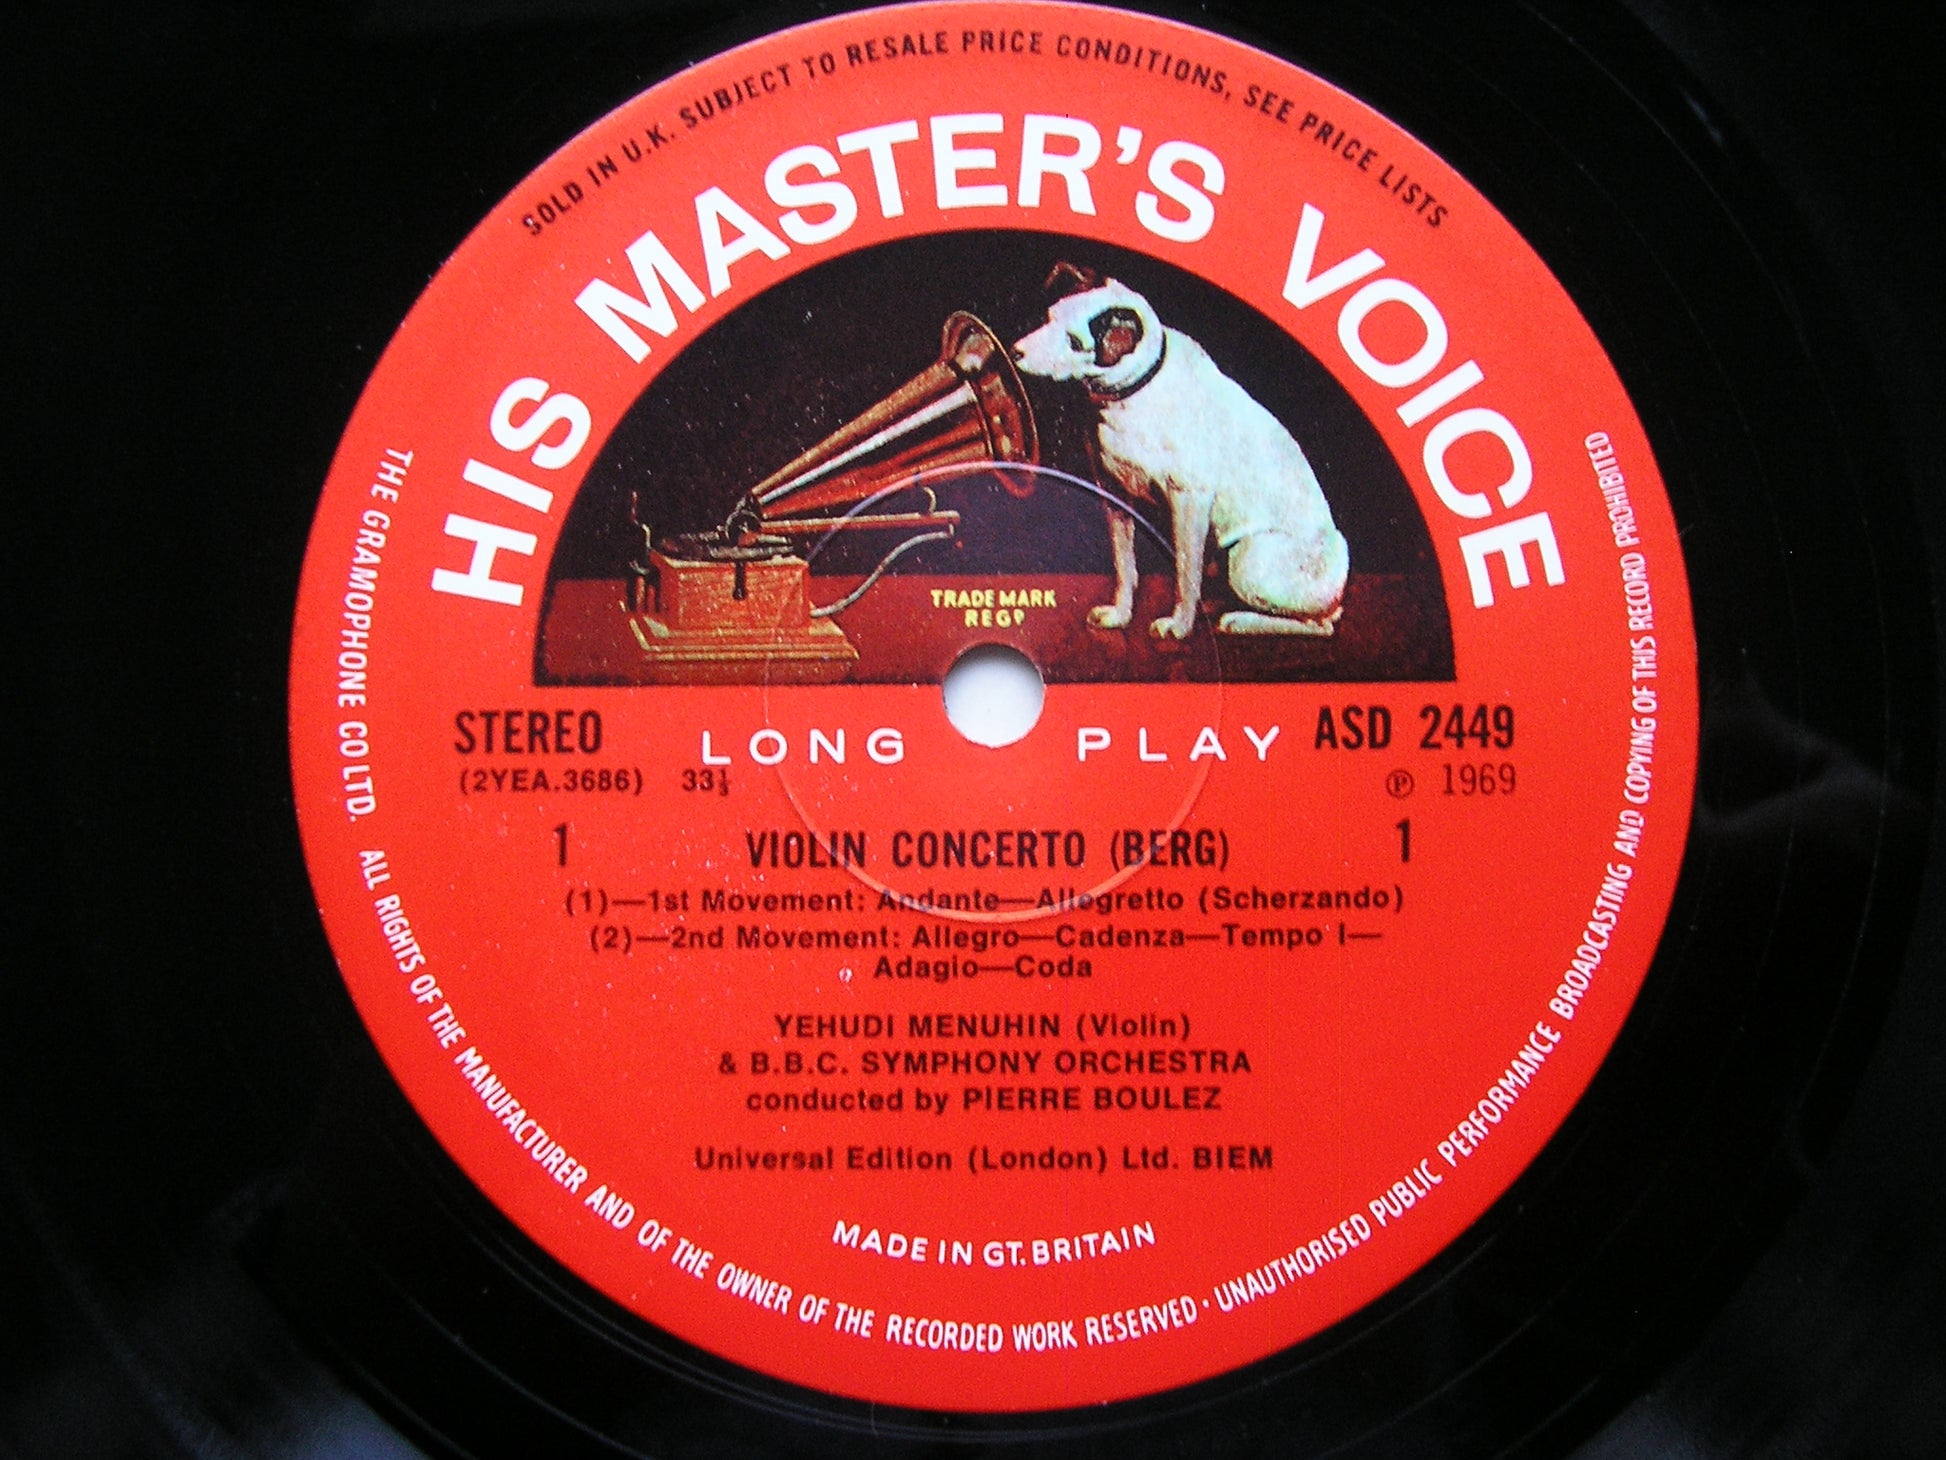 SOLD IN U.K. SUBJECT TO RESALE PRICE CONDITIONS, SEE PRICE LISTS
HIS MASTER'S VOICE
TRADE MARK
REGD
STEREO LONG PLAY ASD 2449
(2YEA.3686) 33⅓ ℗ 1969
1 VIOLIN CONCERTO (BERG) 1
(1)—1st Movement: Andante—Allegretto (Scherzando)
(2)—2nd Movement: Allegro—Cadenza—Tempo I—
Adagio—Coda
YEHUDI MENUHIN (Violin)
& B.B.C. SYMPHONY ORCHESTRA
conducted by PIERRE BOULEZ
Universal Edition (London) Ltd. BIEM
MADE IN GT. BRITAIN
THE GRAMOPHONE CO LTD. ALL RIGHTS OF THE MANUFACTURER AND OF THE OWNER OF THE RECORDED WORK RESERVED · UNAUTHORISED PUBLIC PERFORMANCE BROADCASTING AND COPYING OF THIS RECORD PROHIBITED